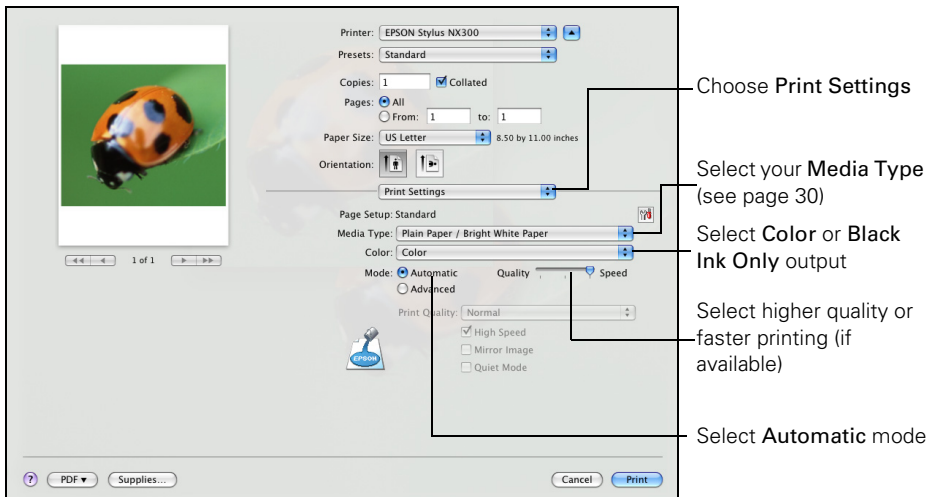 Printer: EPSON Stylus NX300
Presets: Standard
Copies: 1 Collated
Pages: All
From: 1 to: 1
Paper Size: US Letter 8.50 by 11.00 inches
Orientation:
Print Settings
Page Setup: Standard
Media Type: Plain Paper / Bright White Paper
Color: Color
1 of 1
Mode: Automatic Quality Speed
Advanced
Print Quality: Normal
High Speed
Mirror Image
Quiet Mode
EPSON
? PDF Supplies... Cancel Print
Choose Print Settings
Select your Media Type
(see page 30)
Select Color or Black
Ink Only output
Select higher quality or
faster printing (if
available)
Select Automatic mode